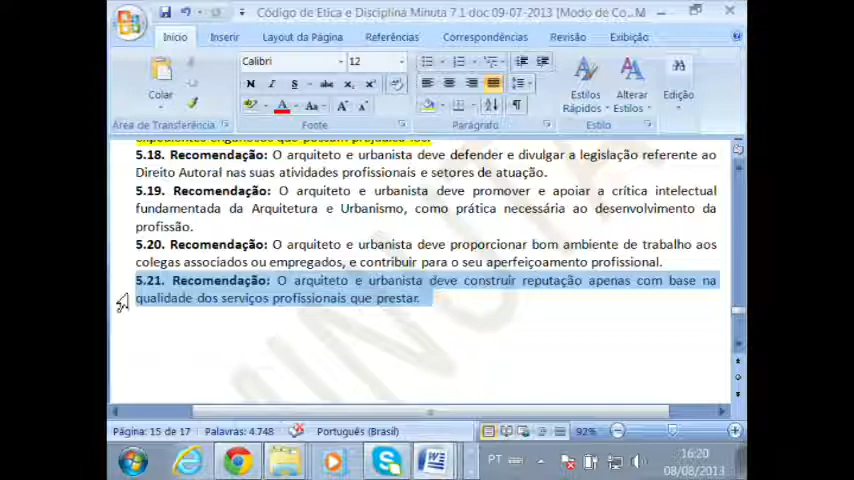 Código de Etica e Disciplina Minuta 7.1 doc 09-07-2013 [Modo de Co... M
Início Inserir Layout da Página Referências Correspondências Revisão Exibição
Calibri 12
Colar
N I S abc x₂ x²
Aa A A
Estilos Rápidos
Alterar Estilos
Edição
Área de Transferência Fonte Parágrafo Estilo
5.18. Recomendação: O arquiteto e urbanista deve defender e divulgar a legislação referente ao
Direito Autoral nas suas atividades profissionais e setores de atuação.
5.19. Recomendação: O arquiteto e urbanista deve promover e apoiar a crítica intelectual
fundamentada da Arquitetura e Urbanismo, como prática necessária ao desenvolvimento da
profissão.
5.20. Recomendação: O arquiteto e urbanista deve proporcionar bom ambiente de trabalho aos
colegas associados ou empregados, e contribuir para o seu aperfeiçoamento profissional.
5.21. Recomendação: O arquiteto e urbanista deve construir reputação apenas com base na
qualidade dos serviços profissionais que prestar.
MINUTA
Página: 15 de 17 Palavras: 4.748 Português (Brasil) 92%
PT 16:20
08/08/2013